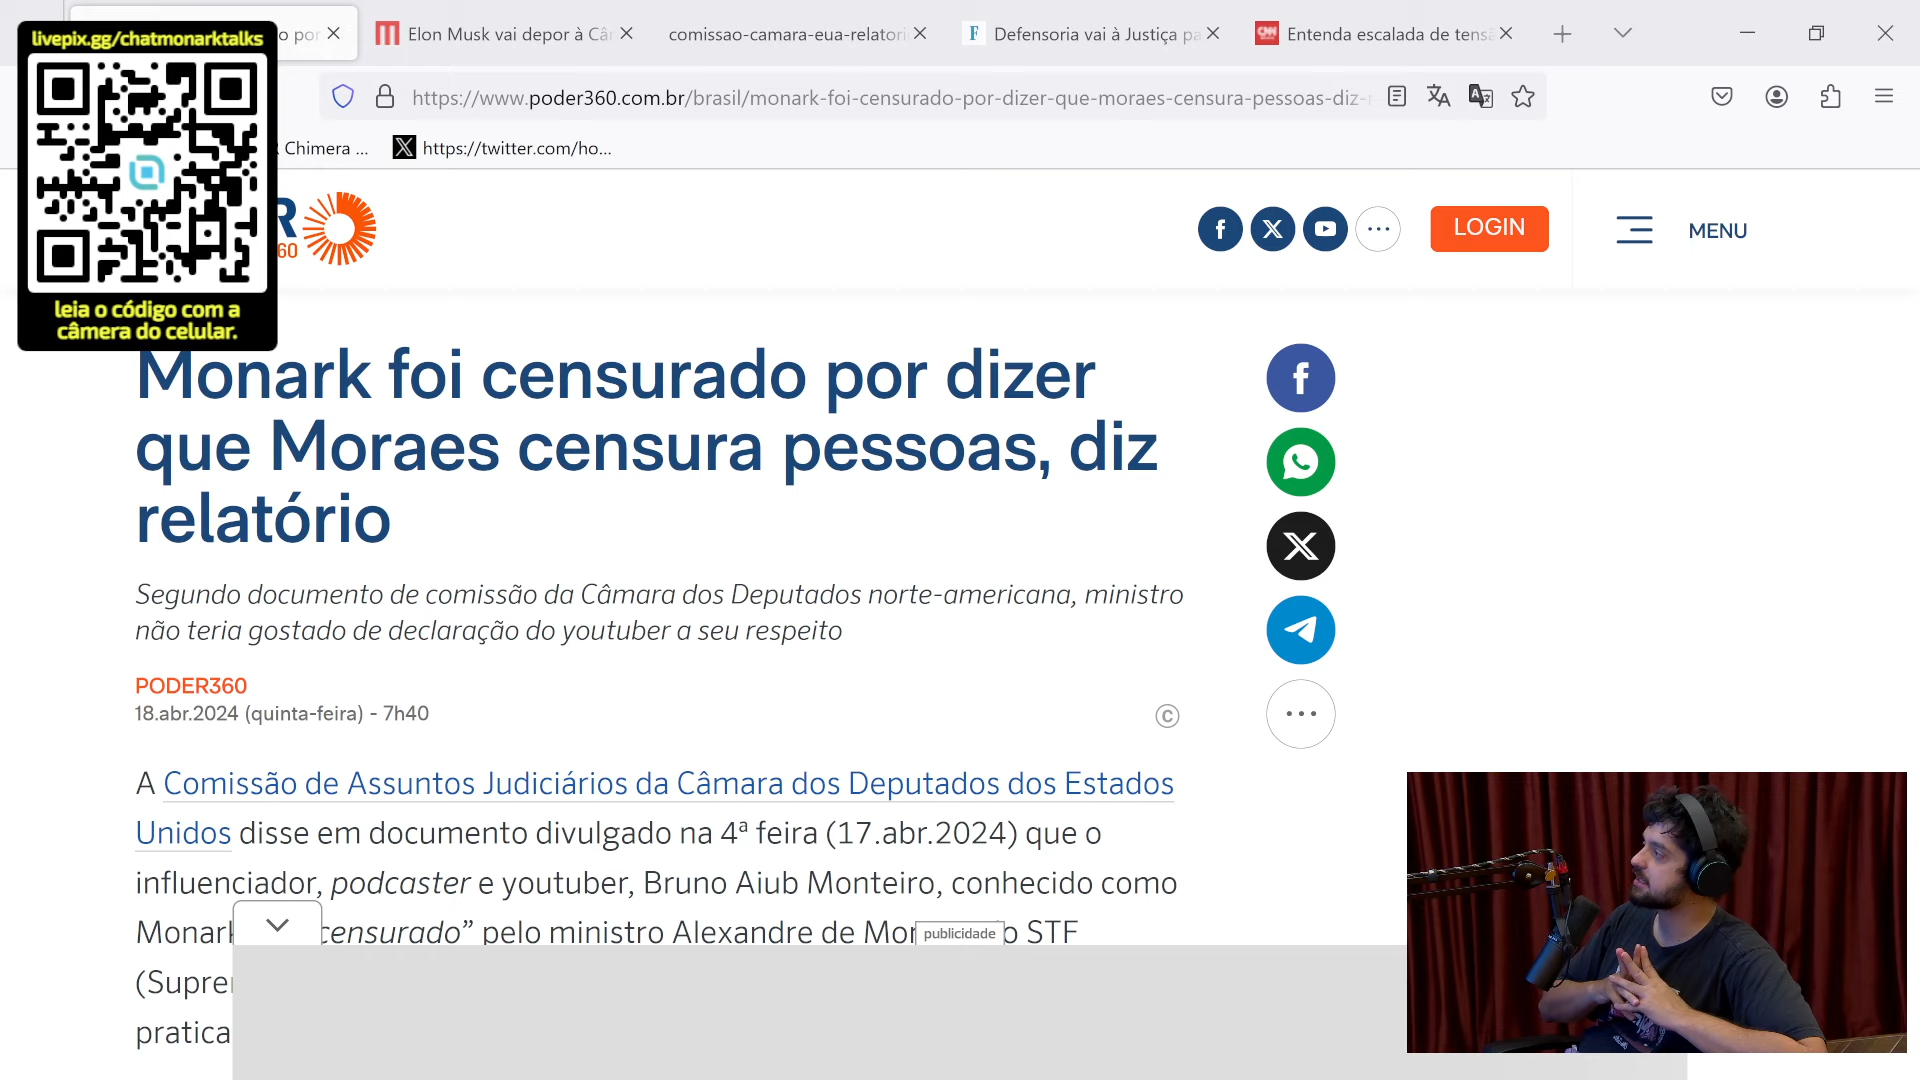 livepix.gg/chatmonarktalks
leia o código com a
câmera do celular.
Elon Musk vai depor à Câ
comissao-camara-eua-relatori
Defensoria vai à Justiça pa
Entenda escalada de tens
https://www.poder360.com.br/brasil/monark-foi-censurado-por-dizer-que-moraes-censura-pessoas-diz-
Chimera ...
https://twitter.com/ho...
R
60
LOGIN
MENU
Monark foi censurado por dizer
que Moraes censura pessoas, diz
relatório
Segundo documento de comissão da Câmara dos Deputados norte-americana, ministro
não teria gostado de declaração do youtuber a seu respeito
PODER360
18.abr.2024 (quinta-feira) - 7h40
A Comissão de Assuntos Judiciários da Câmara dos Deputados dos Estados
Unidos disse em documento divulgado na 4ª feira (17.abr.2024) que o
influenciador, podcaster e youtuber, Bruno Aiub Monteiro, conhecido como
Monark censurado” pelo ministro Alexandre de Mor o STF
publicidade
(Supre
pratica